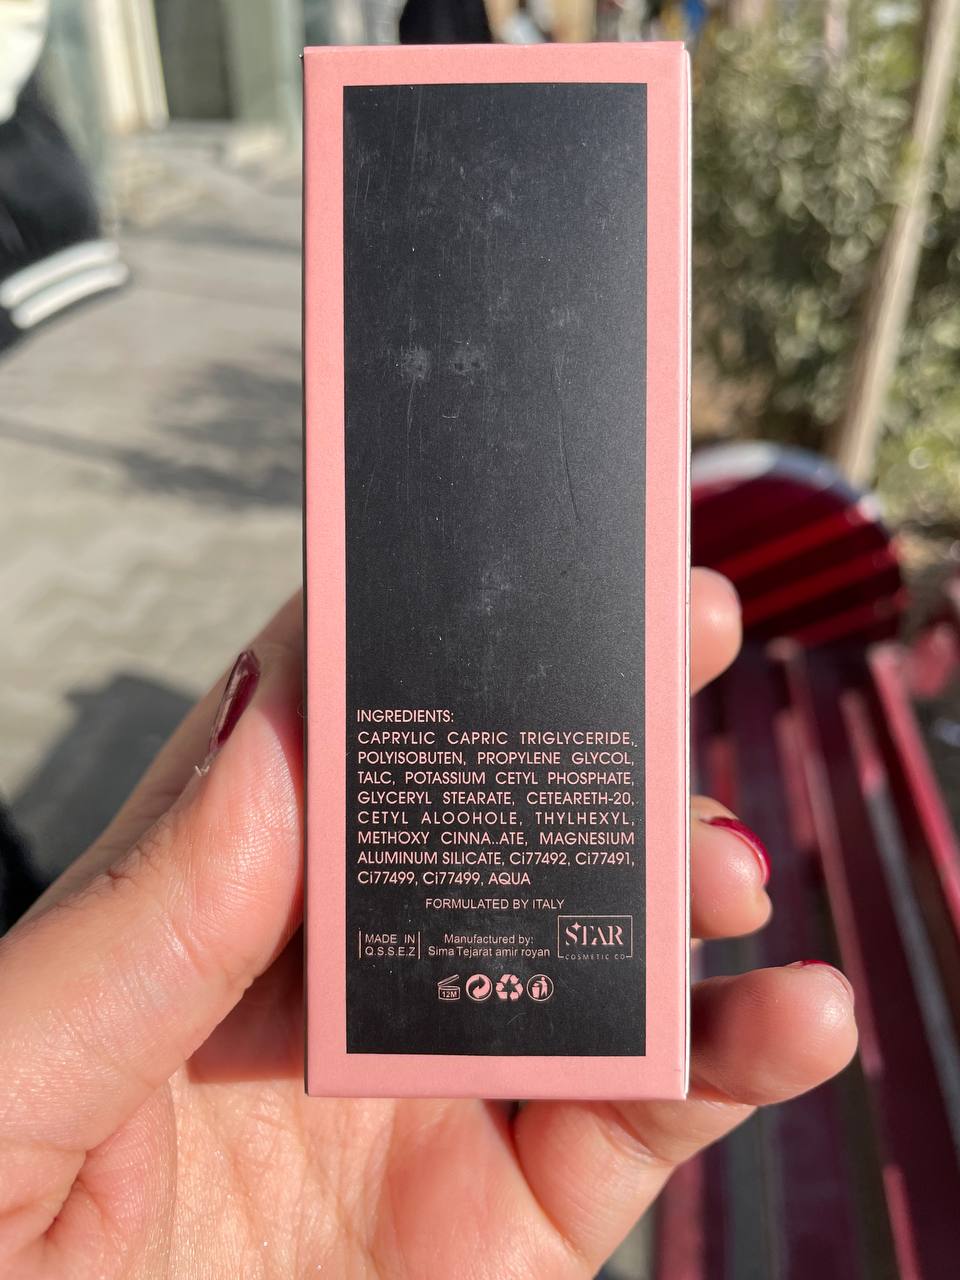 INGREDIENTS:
CAPRYLIC CAPRIC TRIGLYCERIDE,
POLYISOBUTEN, PROPYLENE GLYCOL,
TALC, POTASSIUM CETYL PHOSPHATE,
GLYCERYL STEARATE, CETEARETH-20,
CETYL ALOOHOLE, THYLHEXYL,
METHOXY CINNA..ATE, MAGNESIUM
ALUMINUM SILICATE, Ci77492, Ci77491,
Ci77499, Ci77499, AQUA
FORMULATED BY ITALY
MADE IN
Q.S.S.E.Z
Manufactured by:
Sima Tejarat amir royan
STAR
COSMETIC CO
12M